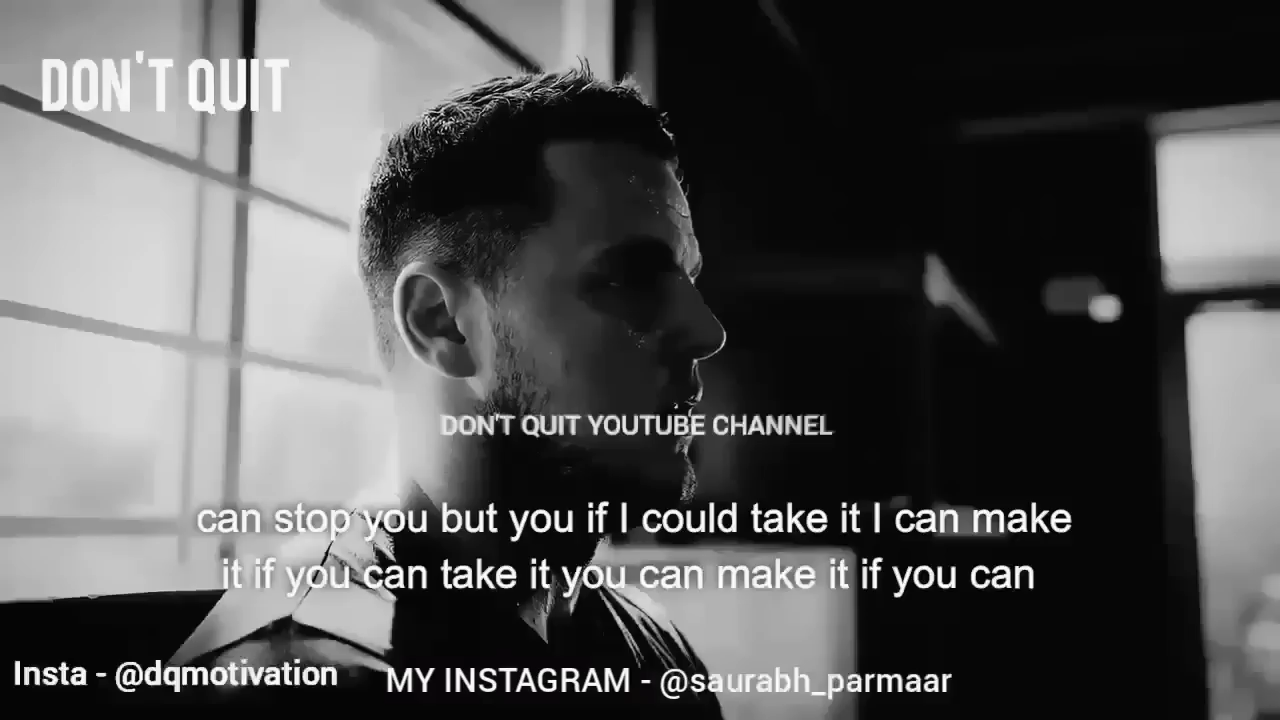 DON'T QUIT
DON'T QUIT YOUTUBE CHANNEL
can stop you but you if I could take it I can make
it if you can take it you can make it if you can
Insta - @dqmotivation
MY INSTAGRAM - @saurabh_parmaar